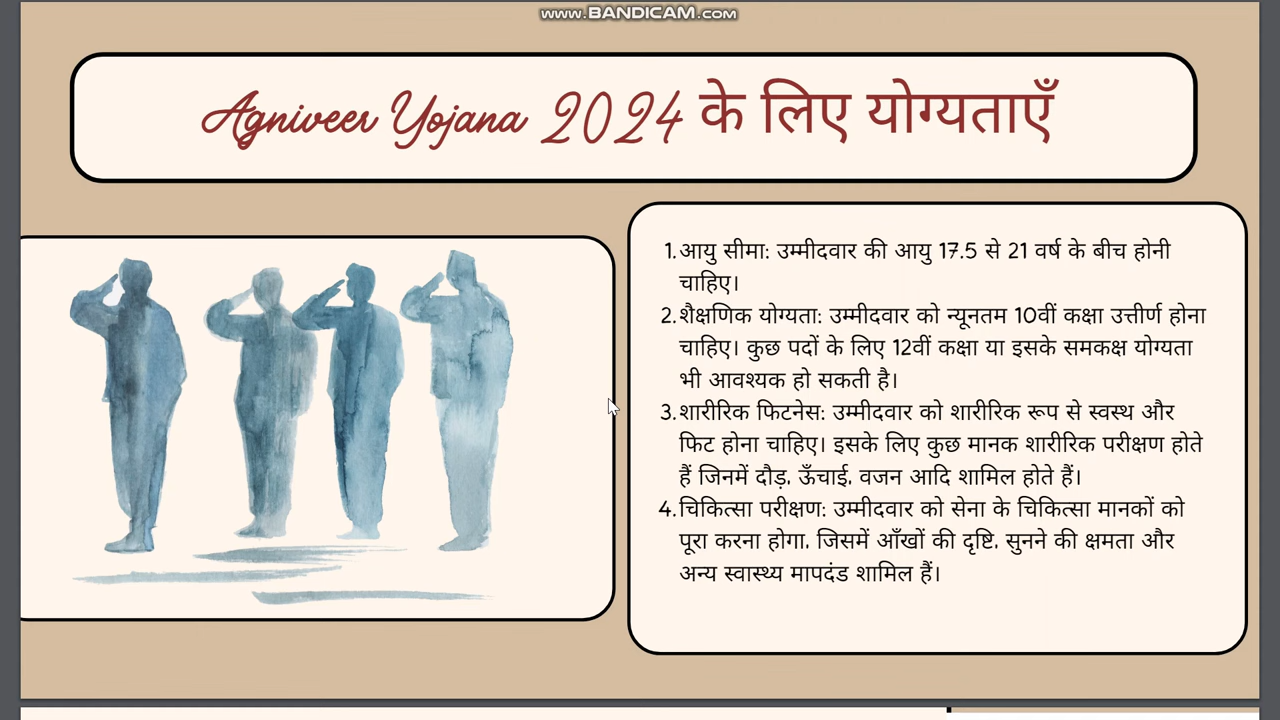 www.BANDICAM.com
Agniveer Yojana 2024 के लिए योग्यताएँ
1. आयु सीमा: उम्मीदवार की आयु 17.5 से 21 वर्ष के बीच होनी
चाहिए।
2. शैक्षणिक योग्यता: उम्मीदवार को न्यूनतम 10वीं कक्षा उत्तीर्ण होना
चाहिए। कुछ पदों के लिए 12वीं कक्षा या इसके समकक्ष योग्यता
भी आवश्यक हो सकती है।
3. शारीरिक फिटनेस: उम्मीदवार को शारीरिक रूप से स्वस्थ और
फिट होना चाहिए। इसके लिए कुछ मानक शारीरिक परीक्षण होते
हैं जिनमें दौड़, ऊँचाई, वजन आदि शामिल होते हैं।
4. चिकित्सा परीक्षण: उम्मीदवार को सेना के चिकित्सा मानकों को
पूरा करना होगा, जिसमें आँखों की दृष्टि, सुनने की क्षमता और
अन्य स्वास्थ्य मापदंड शामिल हैं।